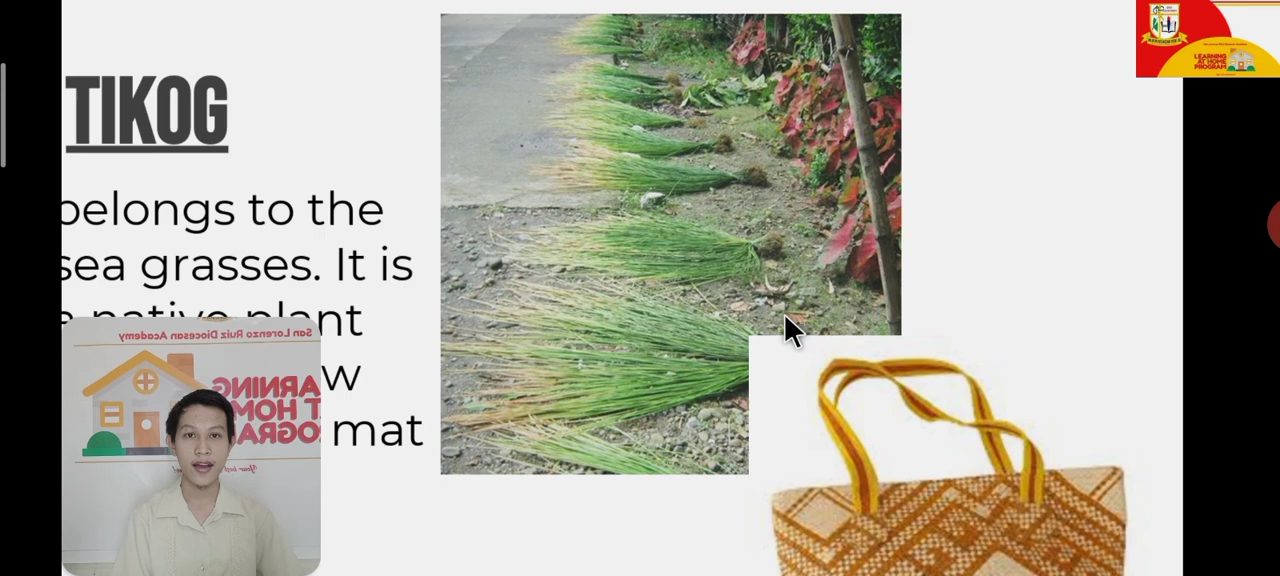 TIKOG
belongs to the
sea grasses. It is
a native plant
w
mat
San Lorenzo Ruiz Diocesan Academy
LEARNING
AT HOME
PROGRAM